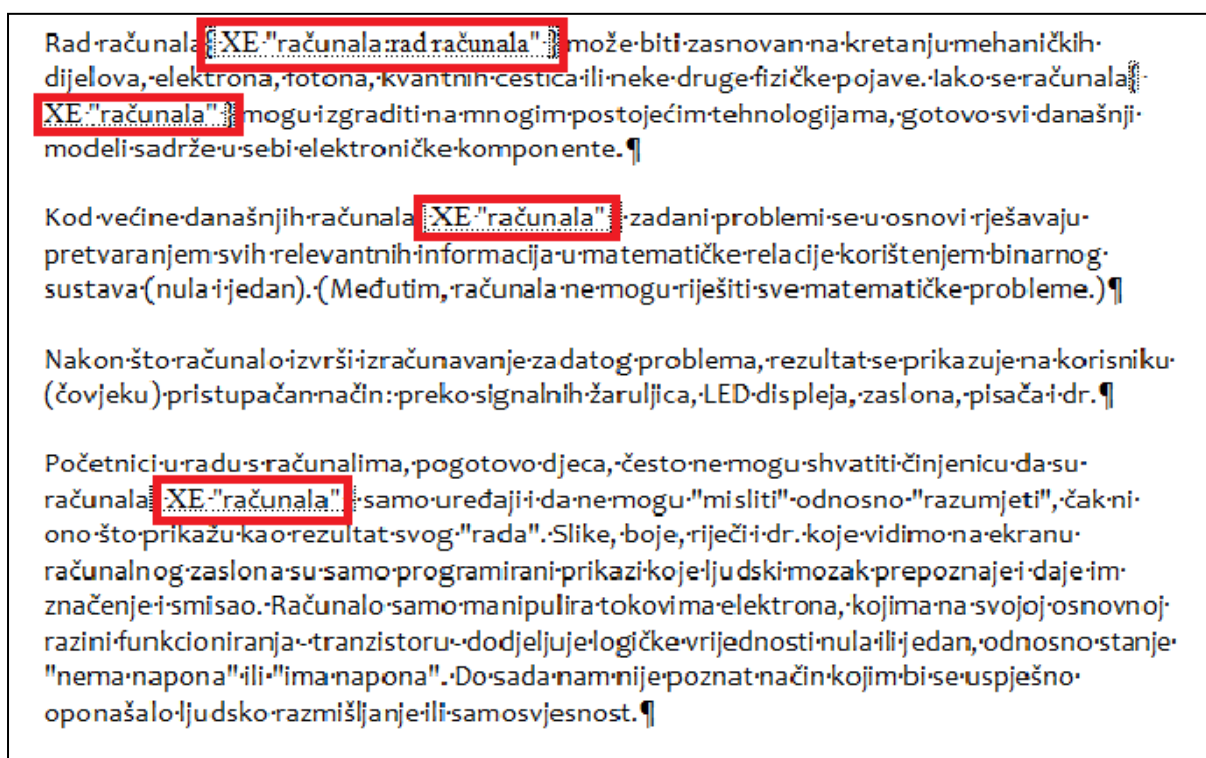 Rad računala{ XE "računala:rad računala" } može biti zasnovan na kretanju mehaničkih
dijelova, elektrona, fotona, kvantnih čestica ili neke druge fizičke pojave. Iako se računala{
XE "računala" } mogu izgraditi na mnogim postojećim tehnologijama, gotovo svi današnji
modeli sadrže u sebi elektroničke komponente.¶
Kod većine današnjih računala{ XE "računala" } zadani problemi se u osnovi rješavaju
pretvaranjem svih relevantnih informacija u matematičke relacije korištenjem binarnog
sustava (nula i jedan). (Međutim, računala ne mogu riješiti sve matematičke probleme.)¶
Nakon što računalo izvrši izračunavanje zadatog problema, rezultat se prikazuje na korisniku
(čovjeku) pristupačan način: preko signalnih žaruljica, LED displeja, zaslona, pisača i dr.¶
Početnici u radu s računalima, pogotovo djeca, često ne mogu shvatiti činjenicu da su
računala{ XE "računala" } samo uređaji i da ne mogu "misliti" odnosno "razumjeti", čak ni
ono što prikažu kao rezultat svog "rada". Slike, boje, riječi i dr. koje vidimo na ekranu
računalnog zaslona su samo programirani prikazi koje ljudski mozak prepoznaje i daje im
značenje i smisao. Računalo samo manipulira tokovima elektrona, kojima na svojoj osnovnoj
razini funkcioniranja - tranzistoru - dodjeljuje logičke vrijednosti nula ili jedan, odnosno stanje
"nema napona" ili "ima napona". Do sada nam nije poznat način kojim bi se uspješno
oponašalo ljudsko razmišljanje ili samosvjesnost.¶